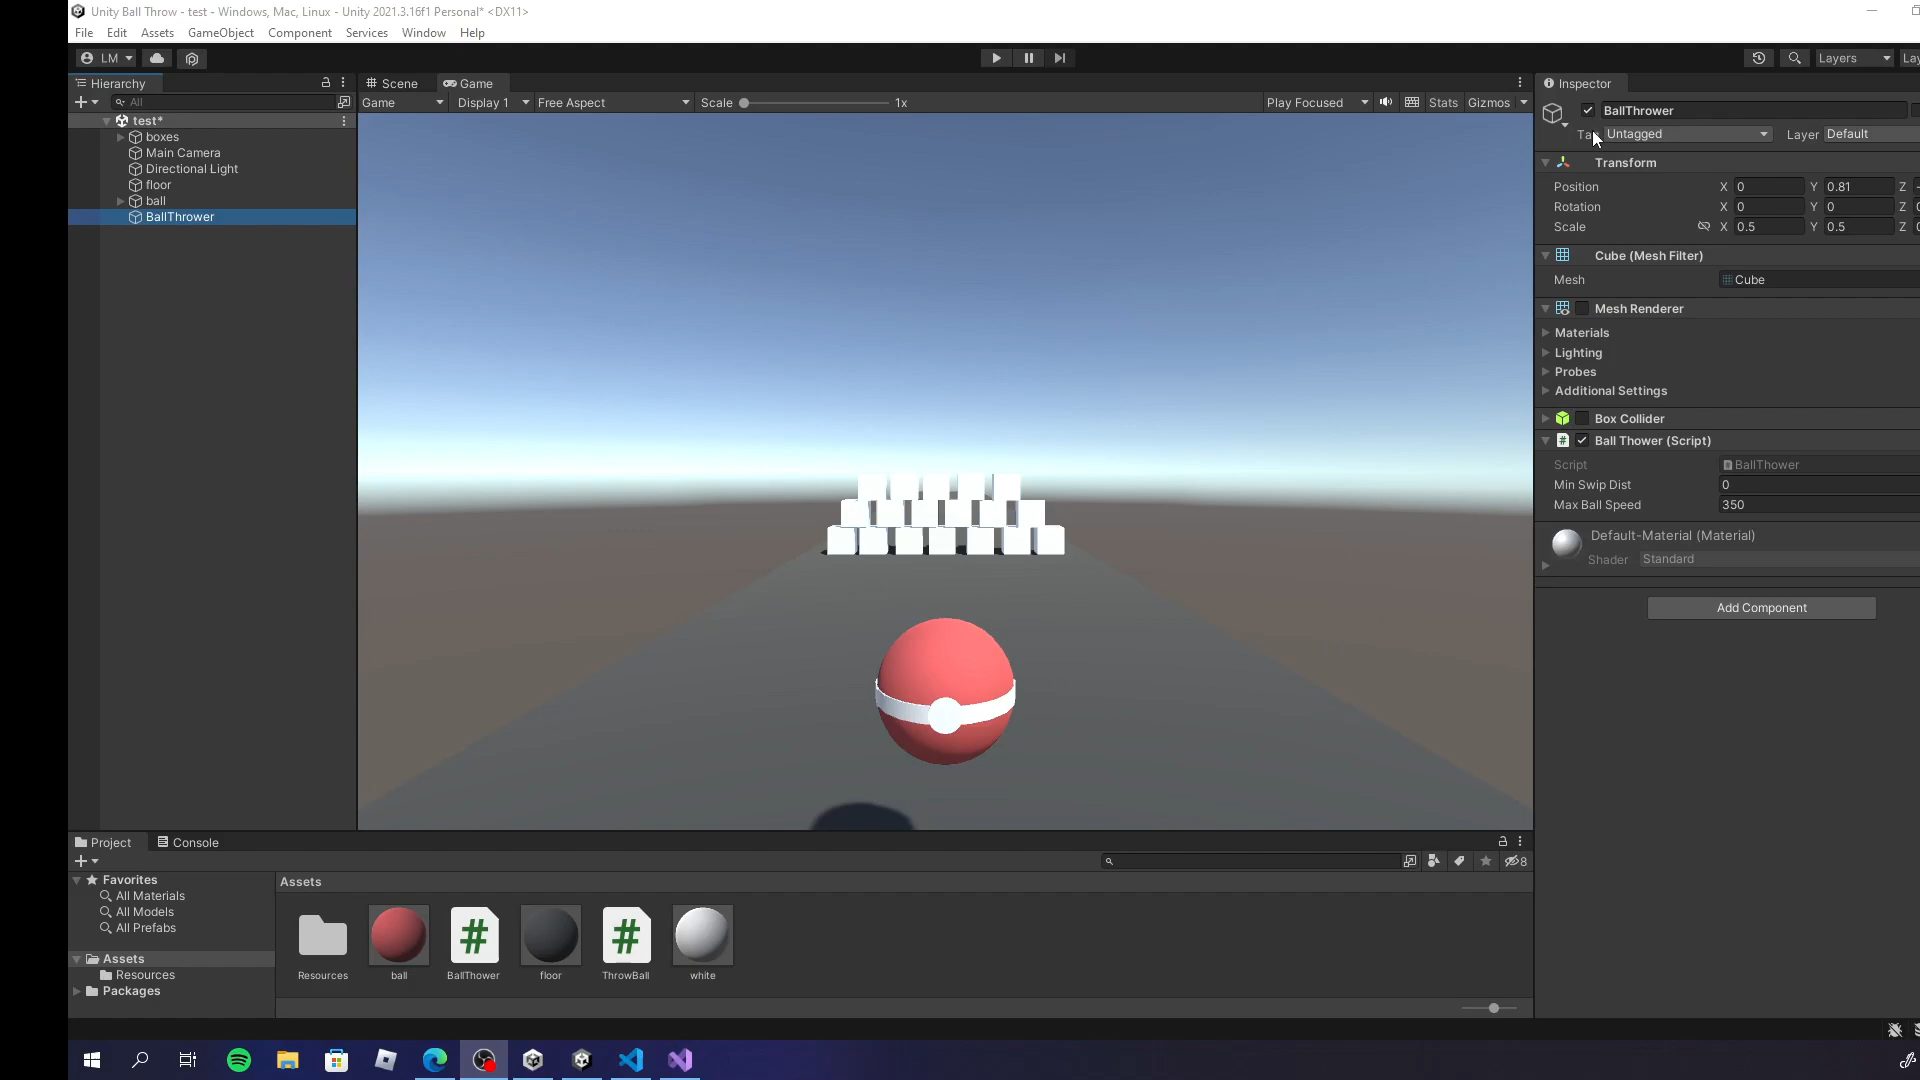 Unity Ball Throw - test - Windows, Mac, Linux - Unity 2021.3.16f1 Personal* <DX11>
File Edit Assets GameObject Component Services Window Help
LM Layers Lay
Hierarchy
All
test*
boxes
Main Camera
Directional Light
floor
ball
BallThrower
Scene Game
Game Display 1 Free Aspect Scale 1x Play Focused Stats Gizmos
Inspector
BallThrower
Untagged Layer Default
Transform
Position X 0 Y 0.81 Z
Rotation X 0 Y 0 Z
Scale X 0.5 Y 0.5 Z
Cube (Mesh Filter)
Mesh Cube
Mesh Renderer
Materials
Lighting
Probes
Additional Settings
Box Collider
# Ball Thower (Script)
Script BallThower
Min Swip Dist 0
Max Ball Speed 350
Default-Material (Material)
Shader Standard
Add Component
Project Console
8
Favorites
All Materials
All Models
All Prefabs
Assets
Resources
Packages
Assets
# #
Resources ball BallThower floor ThrowBall white